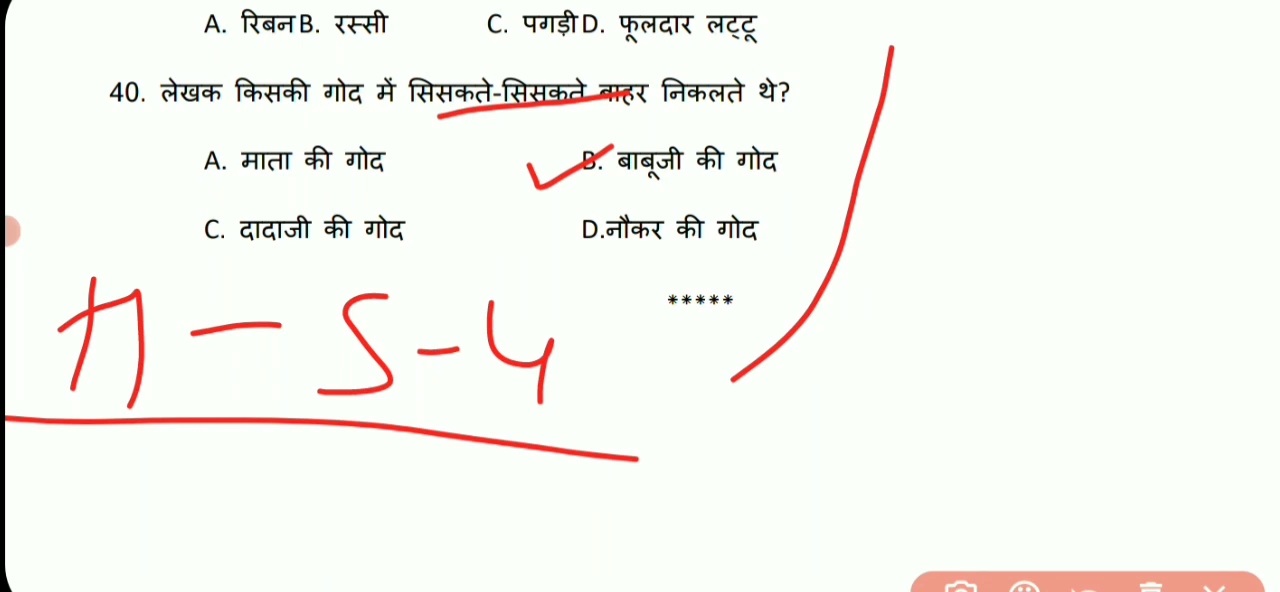 A. रिबन B. रस्सी C. पगड़ी D. फूलदार लट्टू
40. लेखक किसकी गोद में सिसकते-सिसकते बाहर निकलते थे?
A. माता की गोद B. बाबूजी की गोद
C. दादाजी की गोद D.नौकर की गोद
*****
- 5-4